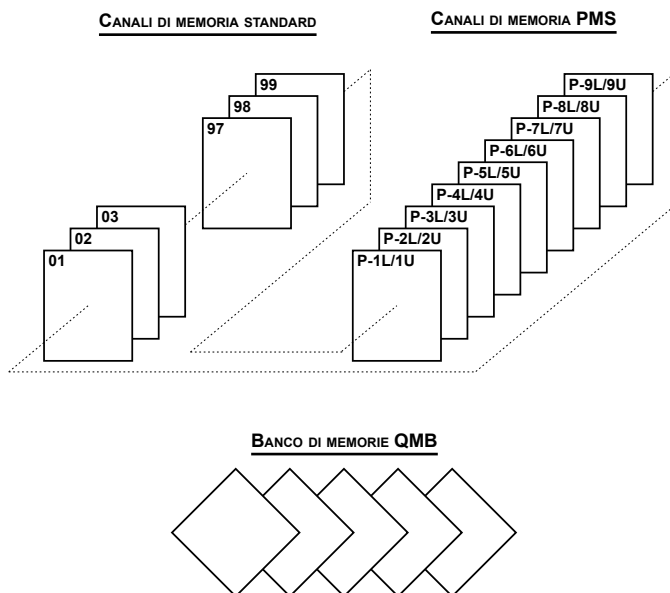 CANALI DI MEMORIA STANDARD
CANALI DI MEMORIA PMS
99
98
97
03
02
01
P-9L/9U
P-8L/8U
P-7L/7U
P-6L/6U
P-5L/5U
P-4L/4U
P-3L/3U
P-2L/2U
P-1L/1U
BANCO DI MEMORIE QMB